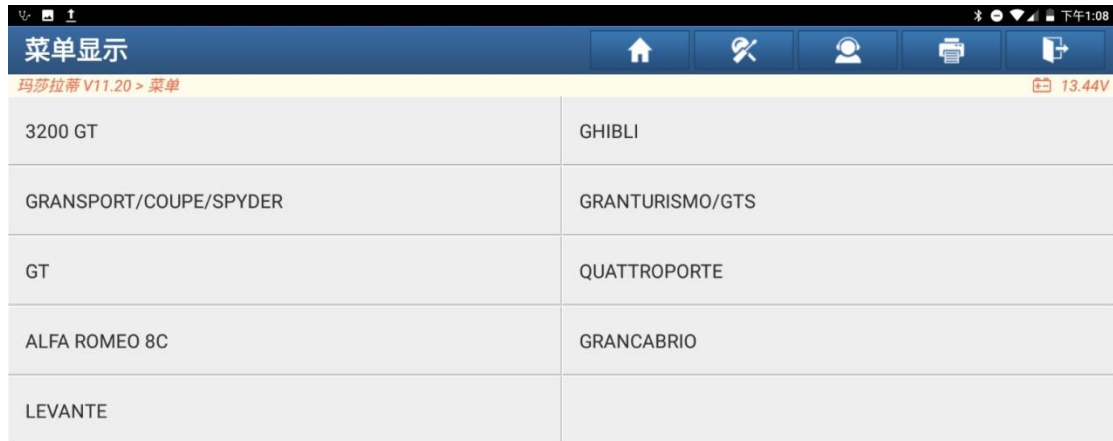 下午1:08
菜单显示
玛莎拉蒂 V11.20 > 菜单 13.44V
3200 GT GHIBLI
GRANSPORT/COUPE/SPYDER GRANTURISMO/GTS
GT QUATTROPORTE
ALFA ROMEO 8C GRANCABRIO
LEVANTE